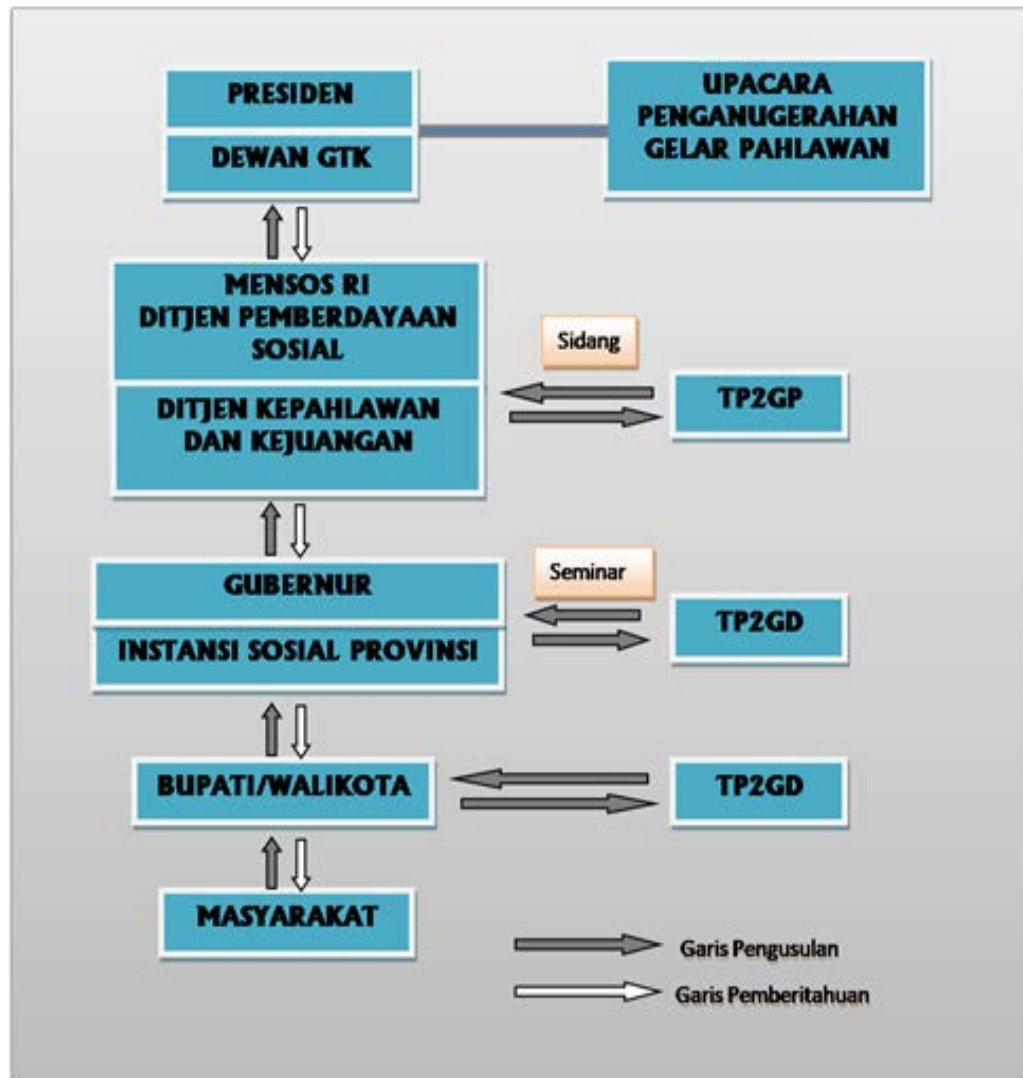 PRESIDEN
DEWAN GTK
UPACARA
PENGANUGERAHAN
GELAR PAHLAWAN
MENSOS RI
DITJEN PEMBERDAYAAN
SOSIAL
DITJEN KEPAHLAWAN
DAN KEJUANGAN
Sidang
TP2GP
GUBERNUR
INSTANSI SOSIAL PROVINSI
Seminar
TP2GD
BUPATI/WALIKOTA
TP2GD
MASYARAKAT
Garis Pengusulan
Garis Pemberitahuan